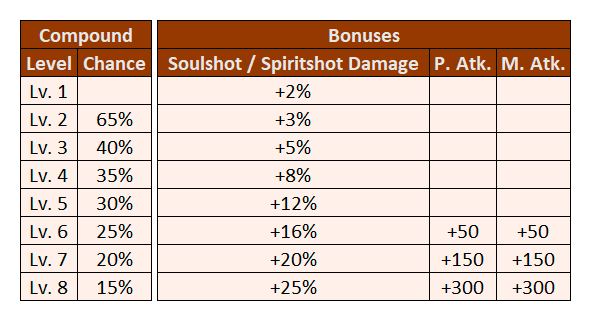 Compound Bonuses
Level Chance Soulshot / Spiritshot Damage P. Atk. M. Atk.
Lv. 1 +2%
Lv. 2 65% +3%
Lv. 3 40% +5%
Lv. 4 35% +8%
Lv. 5 30% +12%
Lv. 6 25% +16% +50 +50
Lv. 7 20% +20% +150 +150
Lv. 8 15% +25% +300 +300